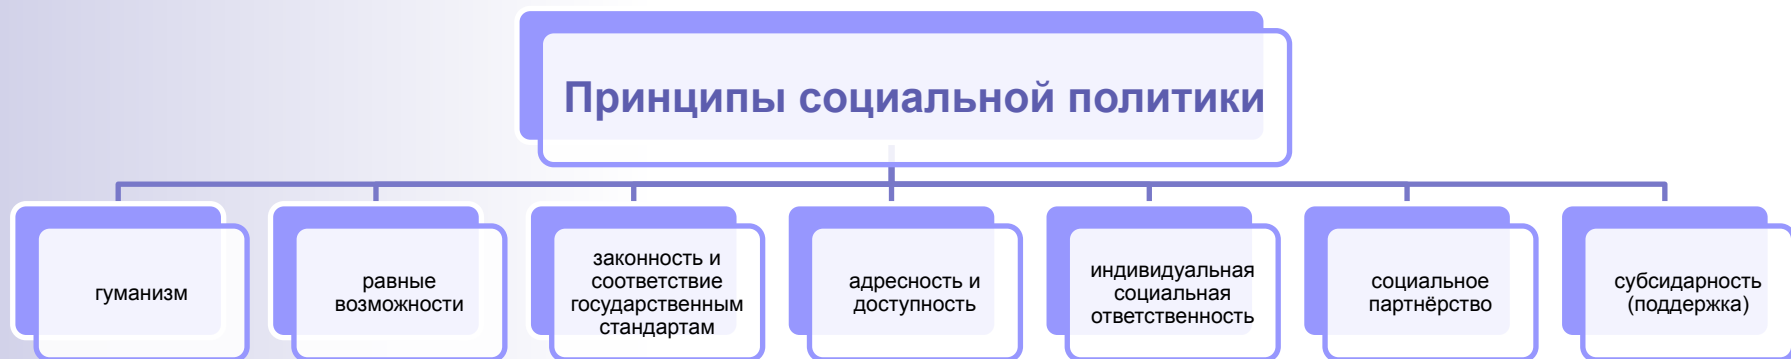 Принципы социальной политики
гуманизм
равные
возможности
законность и
соответствие
государственным
стандартам
адресность и
доступность
индивидуальная
социальная
ответственность
социальное
партнёрство
субсидарность
(поддержка)